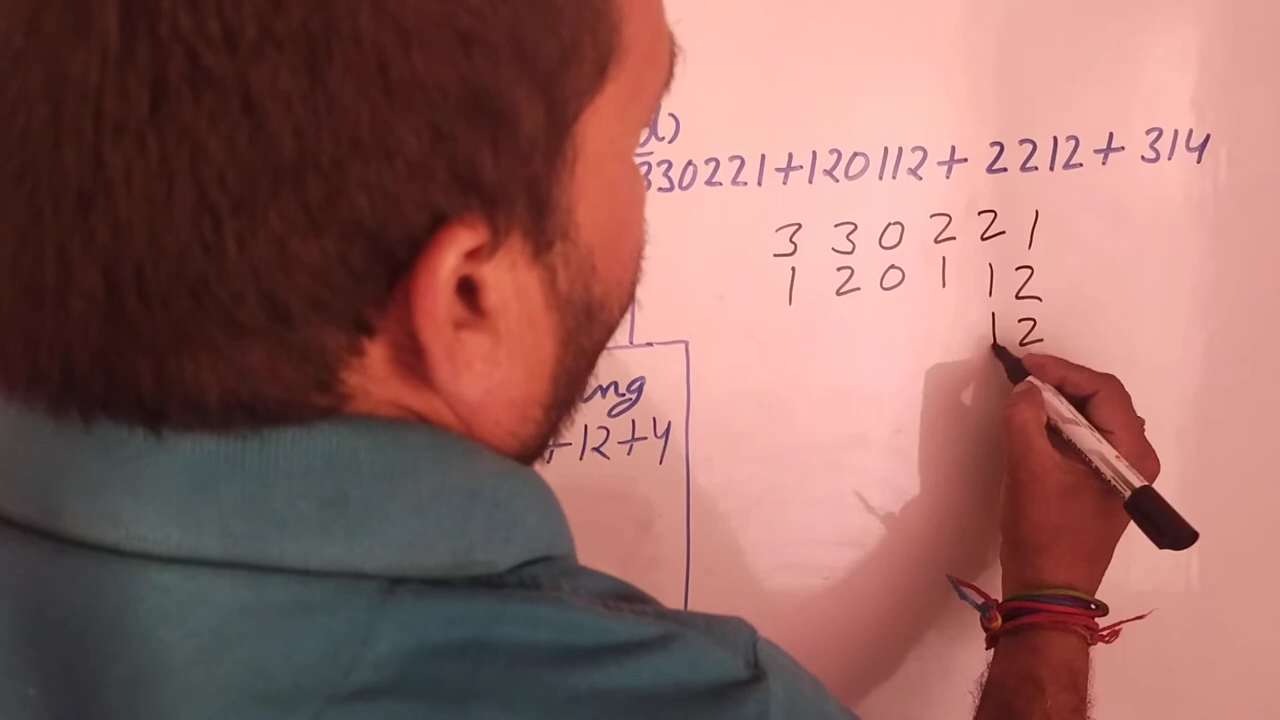 d)
330221+120112+2212+314
3 3 0 2 2 1
1 2 0 1 1 2
1 2
+12+4